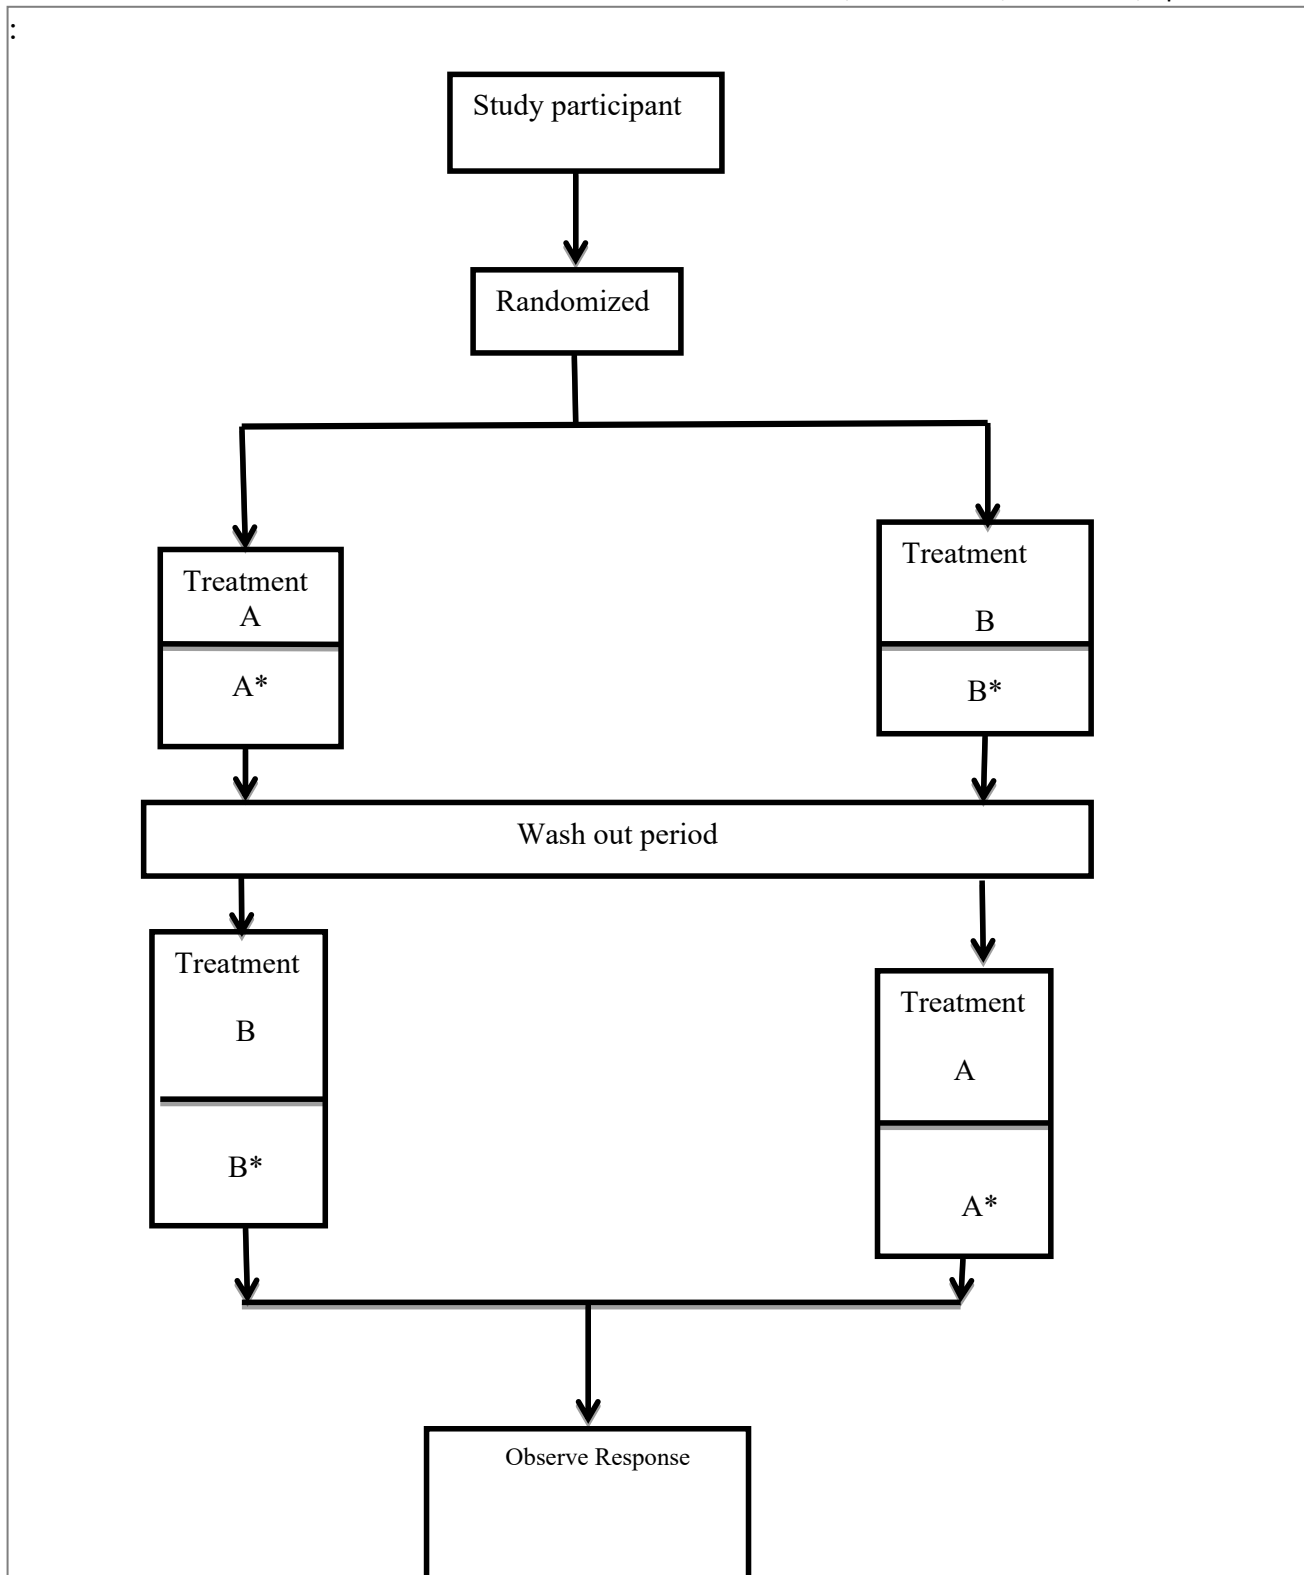 :
Study participant
Randomized
Treatment
A
A*
Treatment
B
B*
Wash out period
Treatment
B
B*
Treatment
A
A*
Observe Response